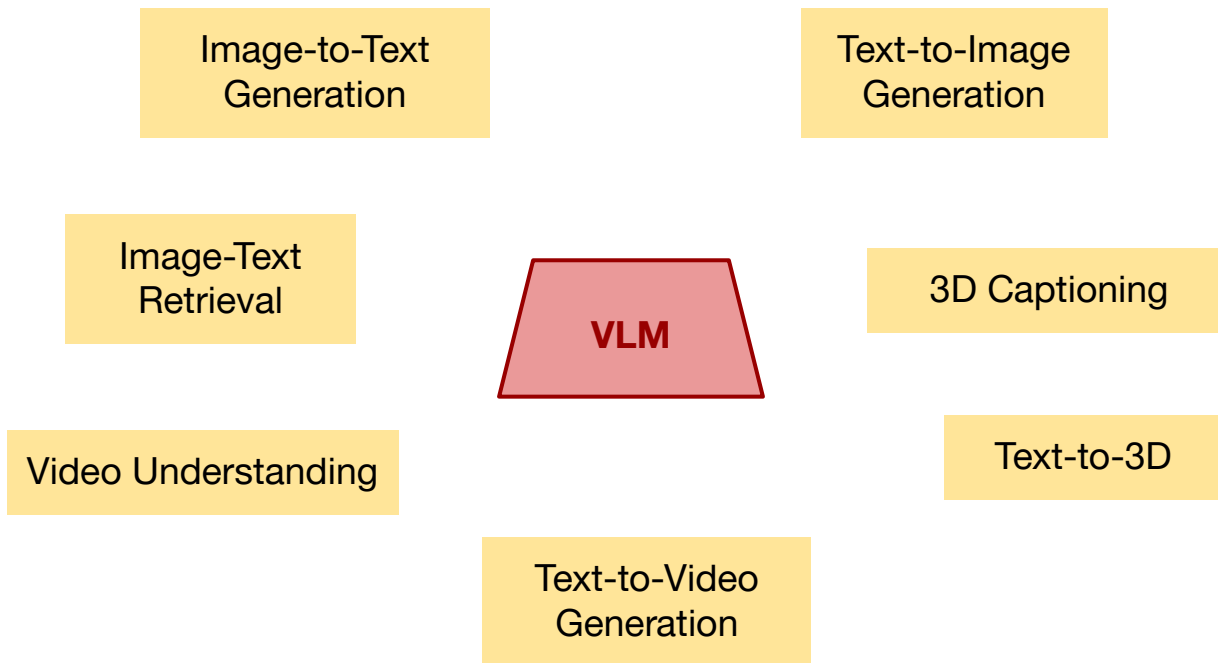 Image-to-Text
Generation
Text-to-Image
Generation
Image-Text
Retrieval
VLM
3D Captioning
Video Understanding
Text-to-3D
Text-to-Video
Generation